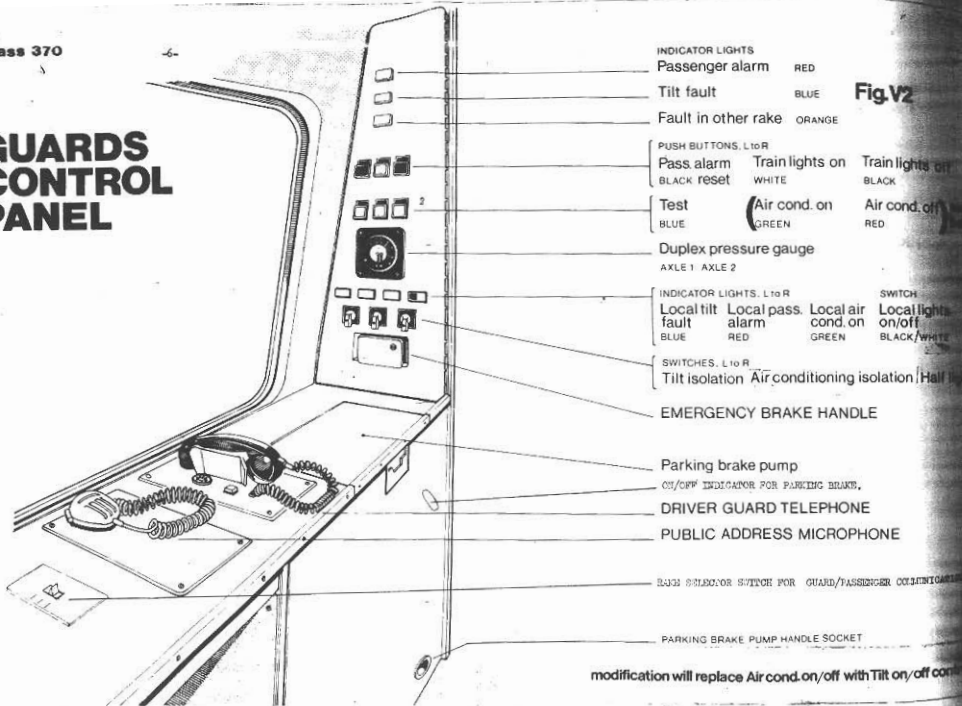 ass 370
-6-
GUARDS
CONTROL
PANEL
INDICATOR LIGHTS
Passenger alarm RED
Tilt fault BLUE
Fig.V2
Fault in other rake ORANGE
PUSH BUTTONS. L to R
Pass. alarm Train lights on Train lights off
BLACK reset WHITE BLACK
2
Test (Air cond. on Air cond. off)
BLUE GREEN RED
Duplex pressure gauge
AXLE 1 AXLE 2
INDICATOR LIGHTS. L to R SWITCH
Local tilt Local pass. Local air Local lights
fault alarm cond. on on/off
BLUE RED GREEN BLACK/WHITE
SWITCHES. L to R
Tilt isolation Air conditioning isolation Half
EMERGENCY BRAKE HANDLE
Parking brake pump
ON/OFF INDICATOR FOR PARKING BRAKE.
DRIVER GUARD TELEPHONE
PUBLIC ADDRESS MICROPHONE
RAKE SELECTOR SWITCH FOR GUARD/PASSENGER
PARKING BRAKE PUMP HANDLE SOCKET
modification will replace Air cond. on/off with Tilt on/off